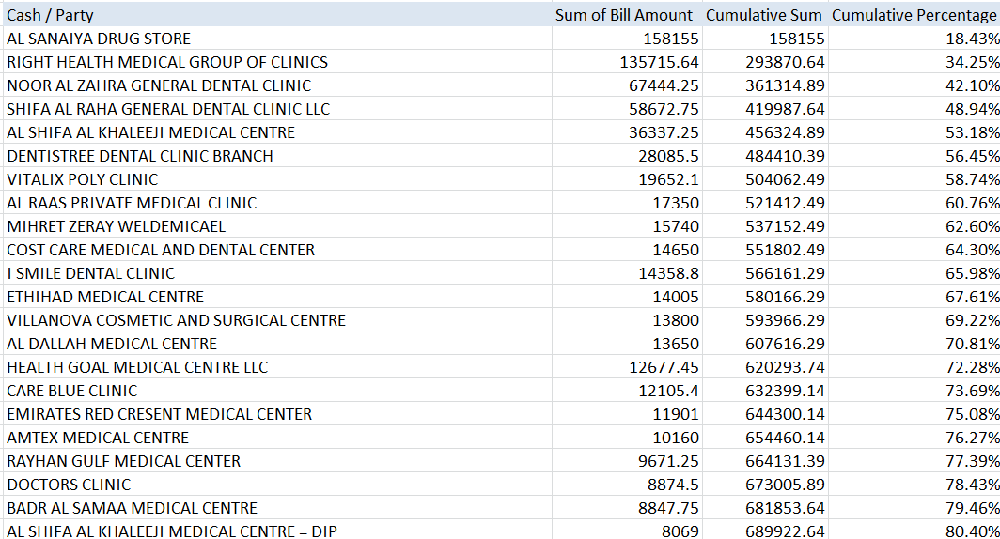 Cash / Party Sum of Bill Amount Cumulative Sum Cumulative Percentage
AL SANAIYA DRUG STORE 158155 158155 18.43%
RIGHT HEALTH MEDICAL GROUP OF CLINICS 135715.64 293870.64 34.25%
NOOR AL ZAHRA GENERAL DENTAL CLINIC 67444.25 361314.89 42.10%
SHIFA AL RAHA GENERAL DENTAL CLINIC LLC 58672.75 419987.64 48.94%
AL SHIFA AL KHALEEJI MEDICAL CENTRE 36337.25 456324.89 53.18%
DENTISTREE DENTAL CLINIC BRANCH 28085.5 484410.39 56.45%
VITALIX POLY CLINIC 19652.1 504062.49 58.74%
AL RAAS PRIVATE MEDICAL CLINIC 17350 521412.49 60.76%
MIHRET ZERAY WELDEMICAEL 15740 537152.49 62.60%
COST CARE MEDICAL AND DENTAL CENTER 14650 551802.49 64.30%
I SMILE DENTAL CLINIC 14358.8 566161.29 65.98%
ETHIHAD MEDICAL CENTRE 14005 580166.29 67.61%
VILLANOVA COSMETIC AND SURGICAL CENTRE 13800 593966.29 69.22%
AL DALLAH MEDICAL CENTRE 13650 607616.29 70.81%
HEALTH GOAL MEDICAL CENTRE LLC 12677.45 620293.74 72.28%
CARE BLUE CLINIC 12105.4 632399.14 73.69%
EMIRATES RED CRESENT MEDICAL CENTER 11901 644300.14 75.08%
AMTEX MEDICAL CENTRE 10160 654460.14 76.27%
RAYHAN GULF MEDICAL CENTER 9671.25 664131.39 77.39%
DOCTORS CLINIC 8874.5 673005.89 78.43%
BADR AL SAMAA MEDICAL CENTRE 8847.75 681853.64 79.46%
AL SHIFA AL KHALEEJI MEDICAL CENTRE = DIP 8069 689922.64 80.40%